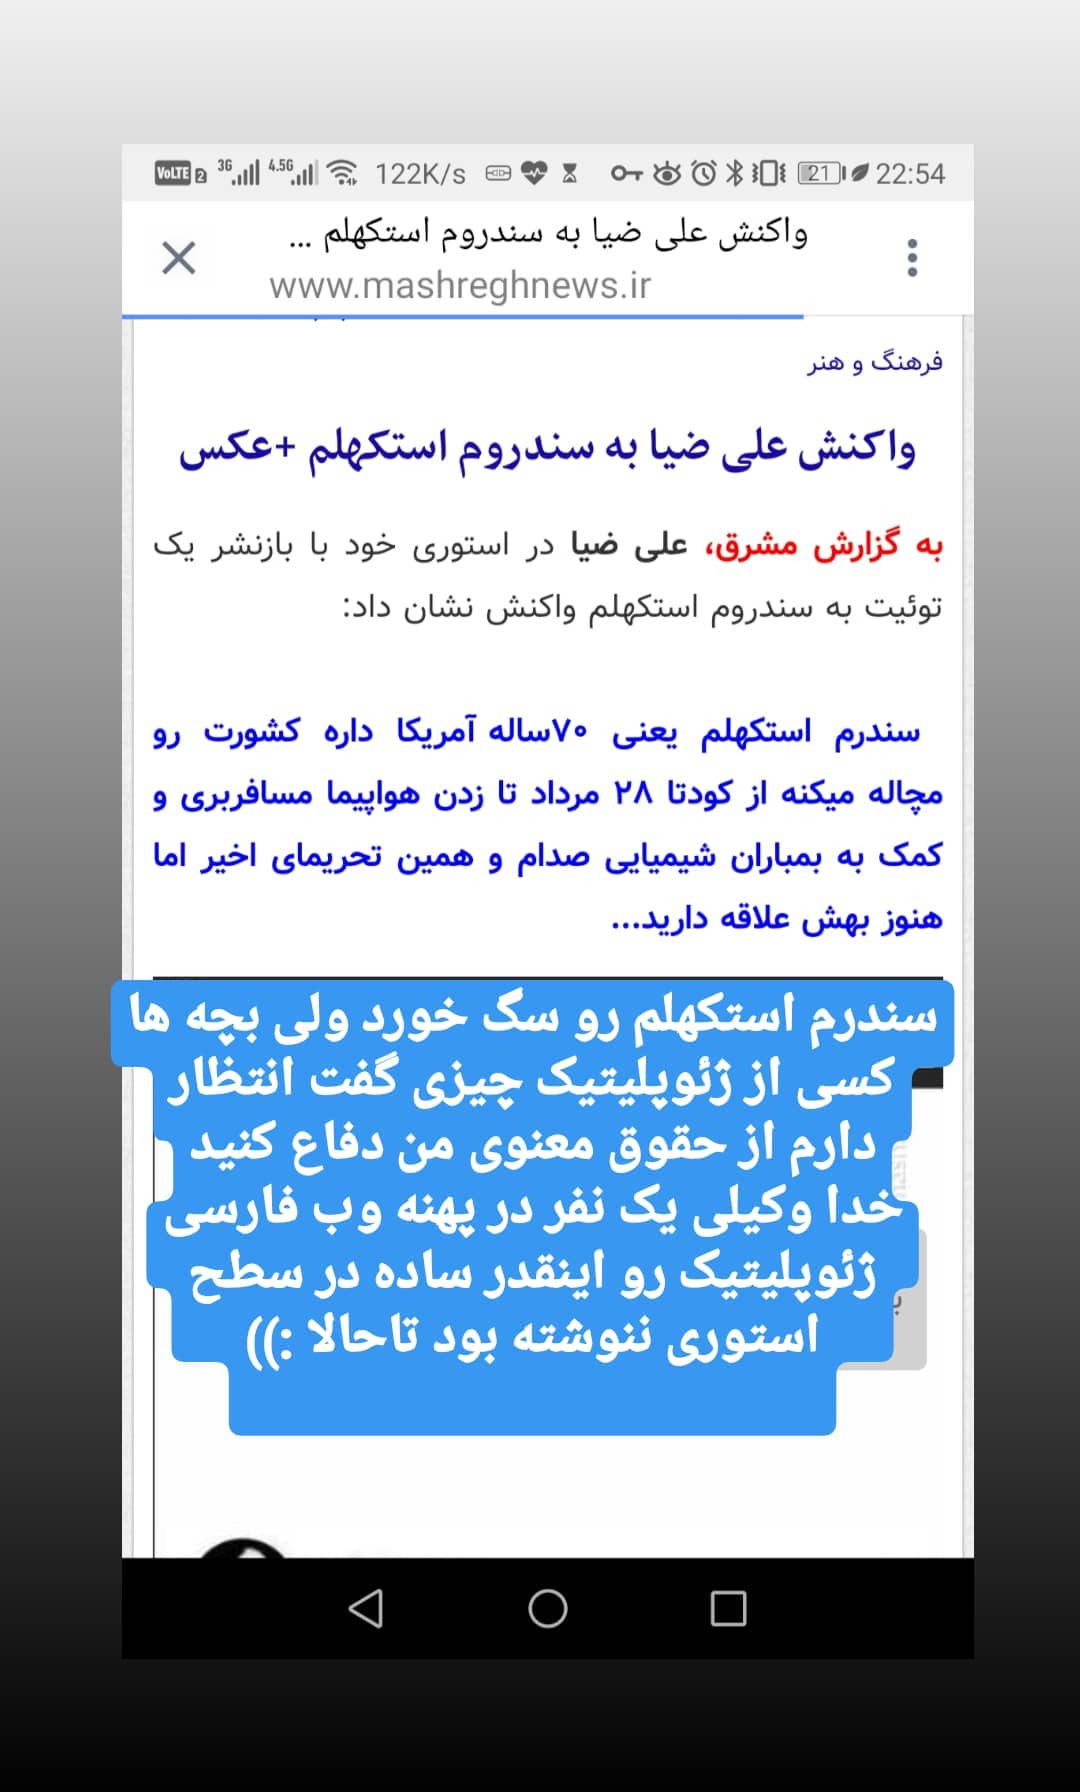 VoLTE 2 3G 4.5G 122K/s 21 22:54
واکنش علی ضیا به سندروم استکهلم ...
www.mashreghnews.ir
فرهنگ و هنر
واکنش علی ضیا به سندروم استکهلم +عکس
به گزارش مشرق، علی ضیا در استوری خود با بازنشر یک
توئیت به سندروم استکهلم واکنش نشان داد:
سندرم استکهلم یعنی ۷۰ساله آمریکا داره کشورت رو
مچاله میکنه از کودتا ۲۸ مرداد تا زدن هواپیما مسافربری و
کمک به بمباران شیمیایی صدام و همین تحریمای اخیر اما
هنوز بهش علاقه دارید...
سندرم استکهلم رو سگ خورد ولی بچه ها
کسی از ژئوپلیتیک چیزی گفت انتظار
دارم از حقوق معنوی من دفاع کنید
خدا وکیلی یک نفر در پهنه وب فارسی
ژئوپلیتیک رو اینقدر ساده در سطح
استوری ننوشته بود تاحالا :))